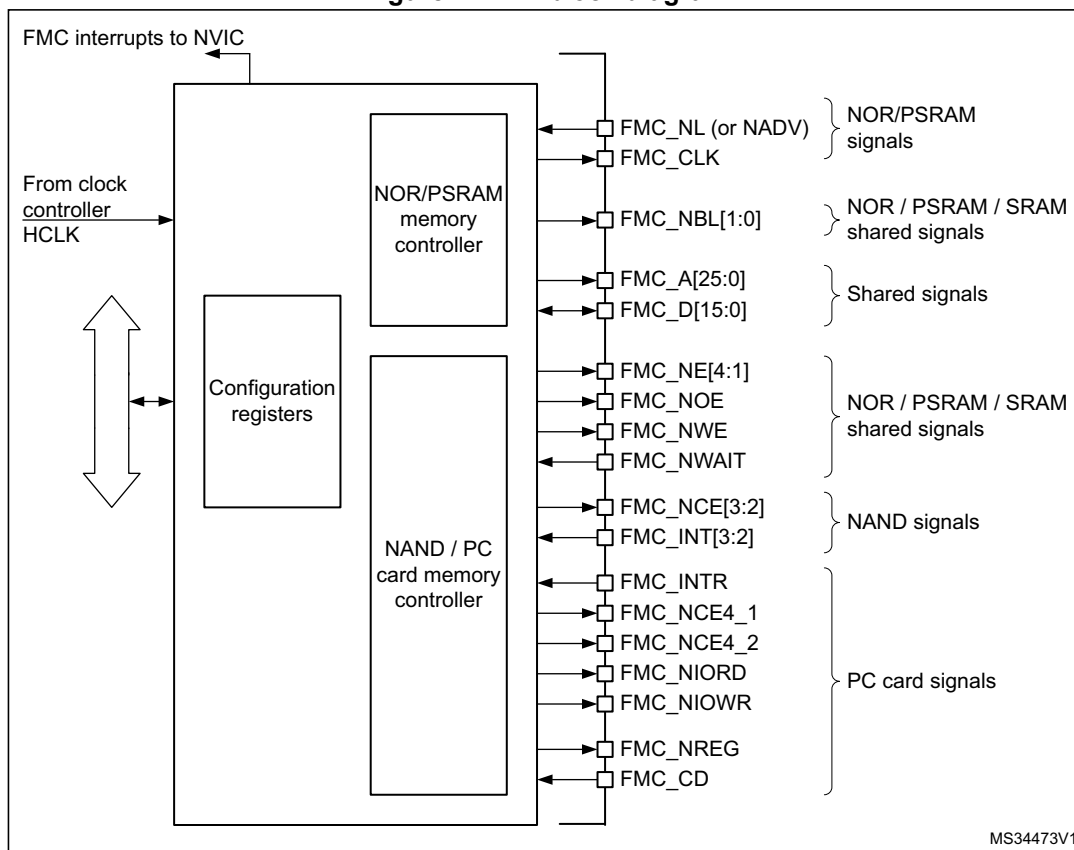 FMC interrupts to NVIC
From clock
controller
HCLK
Configuration
registers
NOR/PSRAM
memory
controller
NAND / PC
card memory
controller
FMC_NL (or NADV)
FMC_CLK
FMC_NBL[1:0]
FMC_A[25:0]
FMC_D[15:0]
FMC_NE[4:1]
FMC_NOE
FMC_NWE
FMC_NWAIT
FMC_NCE[3:2]
FMC_INT[3:2]
FMC_INTR
FMC_NCE4_1
FMC_NCE4_2
FMC_NIORD
FMC_NIOWR
FMC_NREG
FMC_CD
NOR/PSRAM
signals
NOR / PSRAM / SRAM
shared signals
Shared signals
NOR / PSRAM / SRAM
shared signals
NAND signals
PC card signals
MS34473V1